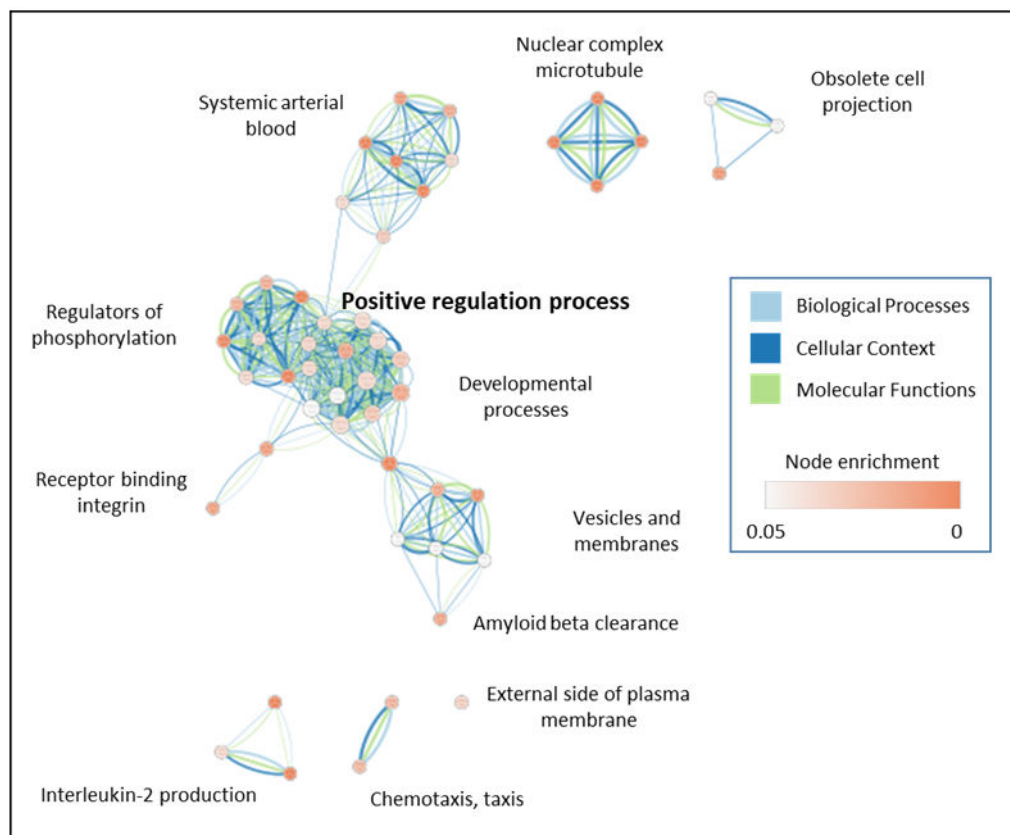 Nuclear complex
microtubule
Obsolete cell
projection
Systemic arterial
blood
Positive regulation process
Regulators of
phosphorylation
Biological Processes
Cellular Context
Molecular Functions
Developmental
processes
Node enrichment
0.05 0
Receptor binding
integrin
Vesicles and
membranes
Amyloid beta clearance
External side of plasma
membrane
Interleukin-2 production
Chemotaxis, taxis